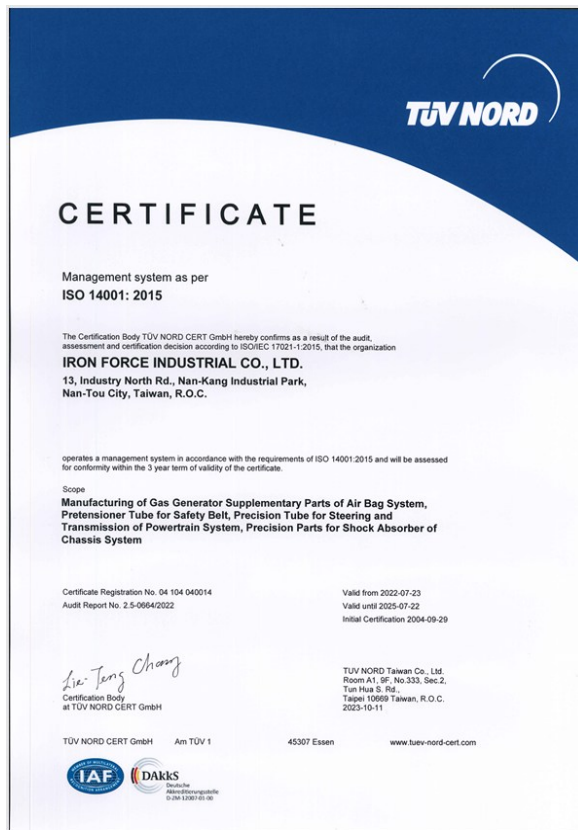 TÜV NORD
CERTIFICATE
Management system as per
ISO 14001: 2015
The Certification Body TÜV NORD CERT GmbH hereby confirms as a result of the audit,
assessment and certification decision according to ISO/IEC 17021-1:2015, that the organization
IRON FORCE INDUSTRIAL CO., LTD.
13, Industry North Rd., Nan-Kang Industrial Park,
Nan-Tou City, Taiwan, R.O.C.
operates a management system in accordance with the requirements of ISO 14001:2015 and will be assessed
for conformity within the 3 year term of validity of the certificate.
Scope
Manufacturing of Gas Generator Supplementary Parts of Air Bag System,
Pretensioner Tube for Safety Belt, Precision Tube for Steering and
Transmission of Powertrain System, Precision Parts for Shock Absorber of
Chassis System
Certificate Registration No. 04 104 040014
Audit Report No. 2.5-0664/2022
Valid from 2022-07-23
Valid until 2025-07-22
Initial Certification 2004-09-29
Lie-Teng Chang
Certification Body
at TÜV NORD CERT GmbH
TUV NORD Taiwan Co., Ltd.
Room A1, 9F, No.333, Sec.2,
Tun Hua S. Rd.,
Taipei 10669 Taiwan, R.O.C.
2023-10-11
TÜV NORD CERT GmbH Am TÜV 1 45307 Essen www.tuev-nord-cert.com
IAF
DAkkS
Deutsche
Akkreditierungsstelle
D-ZM-12007-01-00